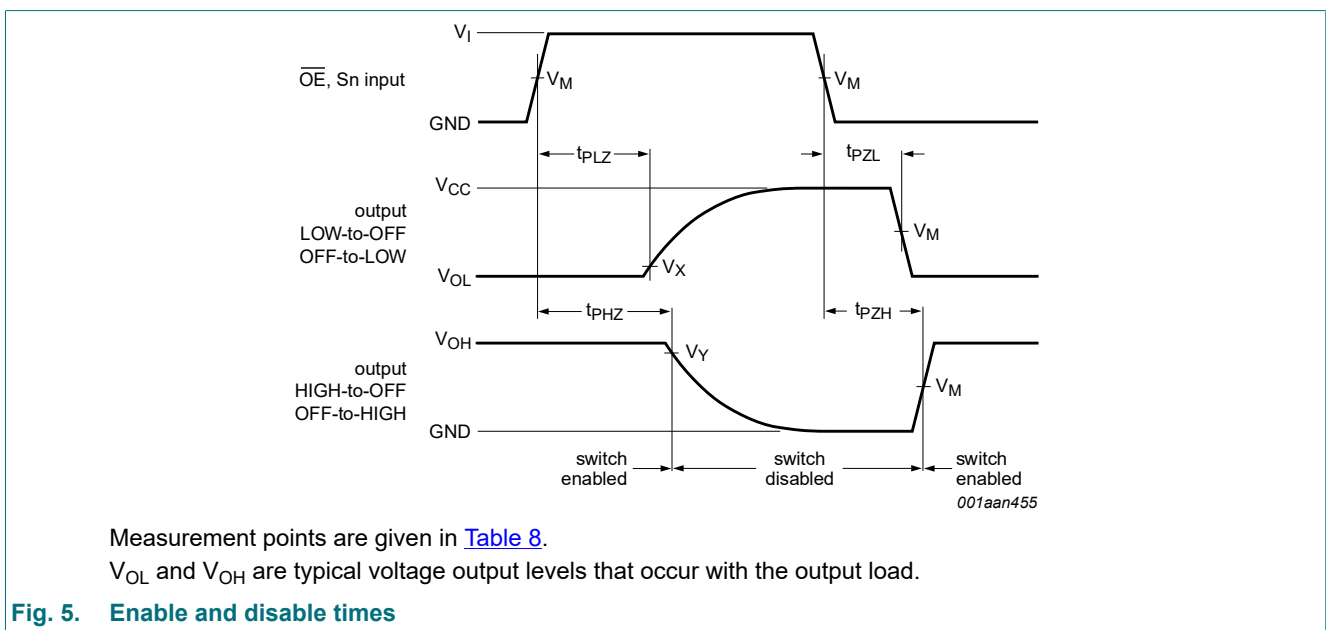 V_I
OE, Sn input
V_M
V_M
GND
t_PLZ
t_PZL
V_CC
output
LOW-to-OFF
OFF-to-LOW
V_M
V_X
V_OL
t_PHZ
t_PZH
V_OH
V_Y
output
HIGH-to-OFF
OFF-to-HIGH
V_M
GND
switch enabled
switch disabled
switch enabled
001aan455
Measurement points are given in Table 8.
V_OL and V_OH are typical voltage output levels that occur with the output load.
Fig. 5. Enable and disable times